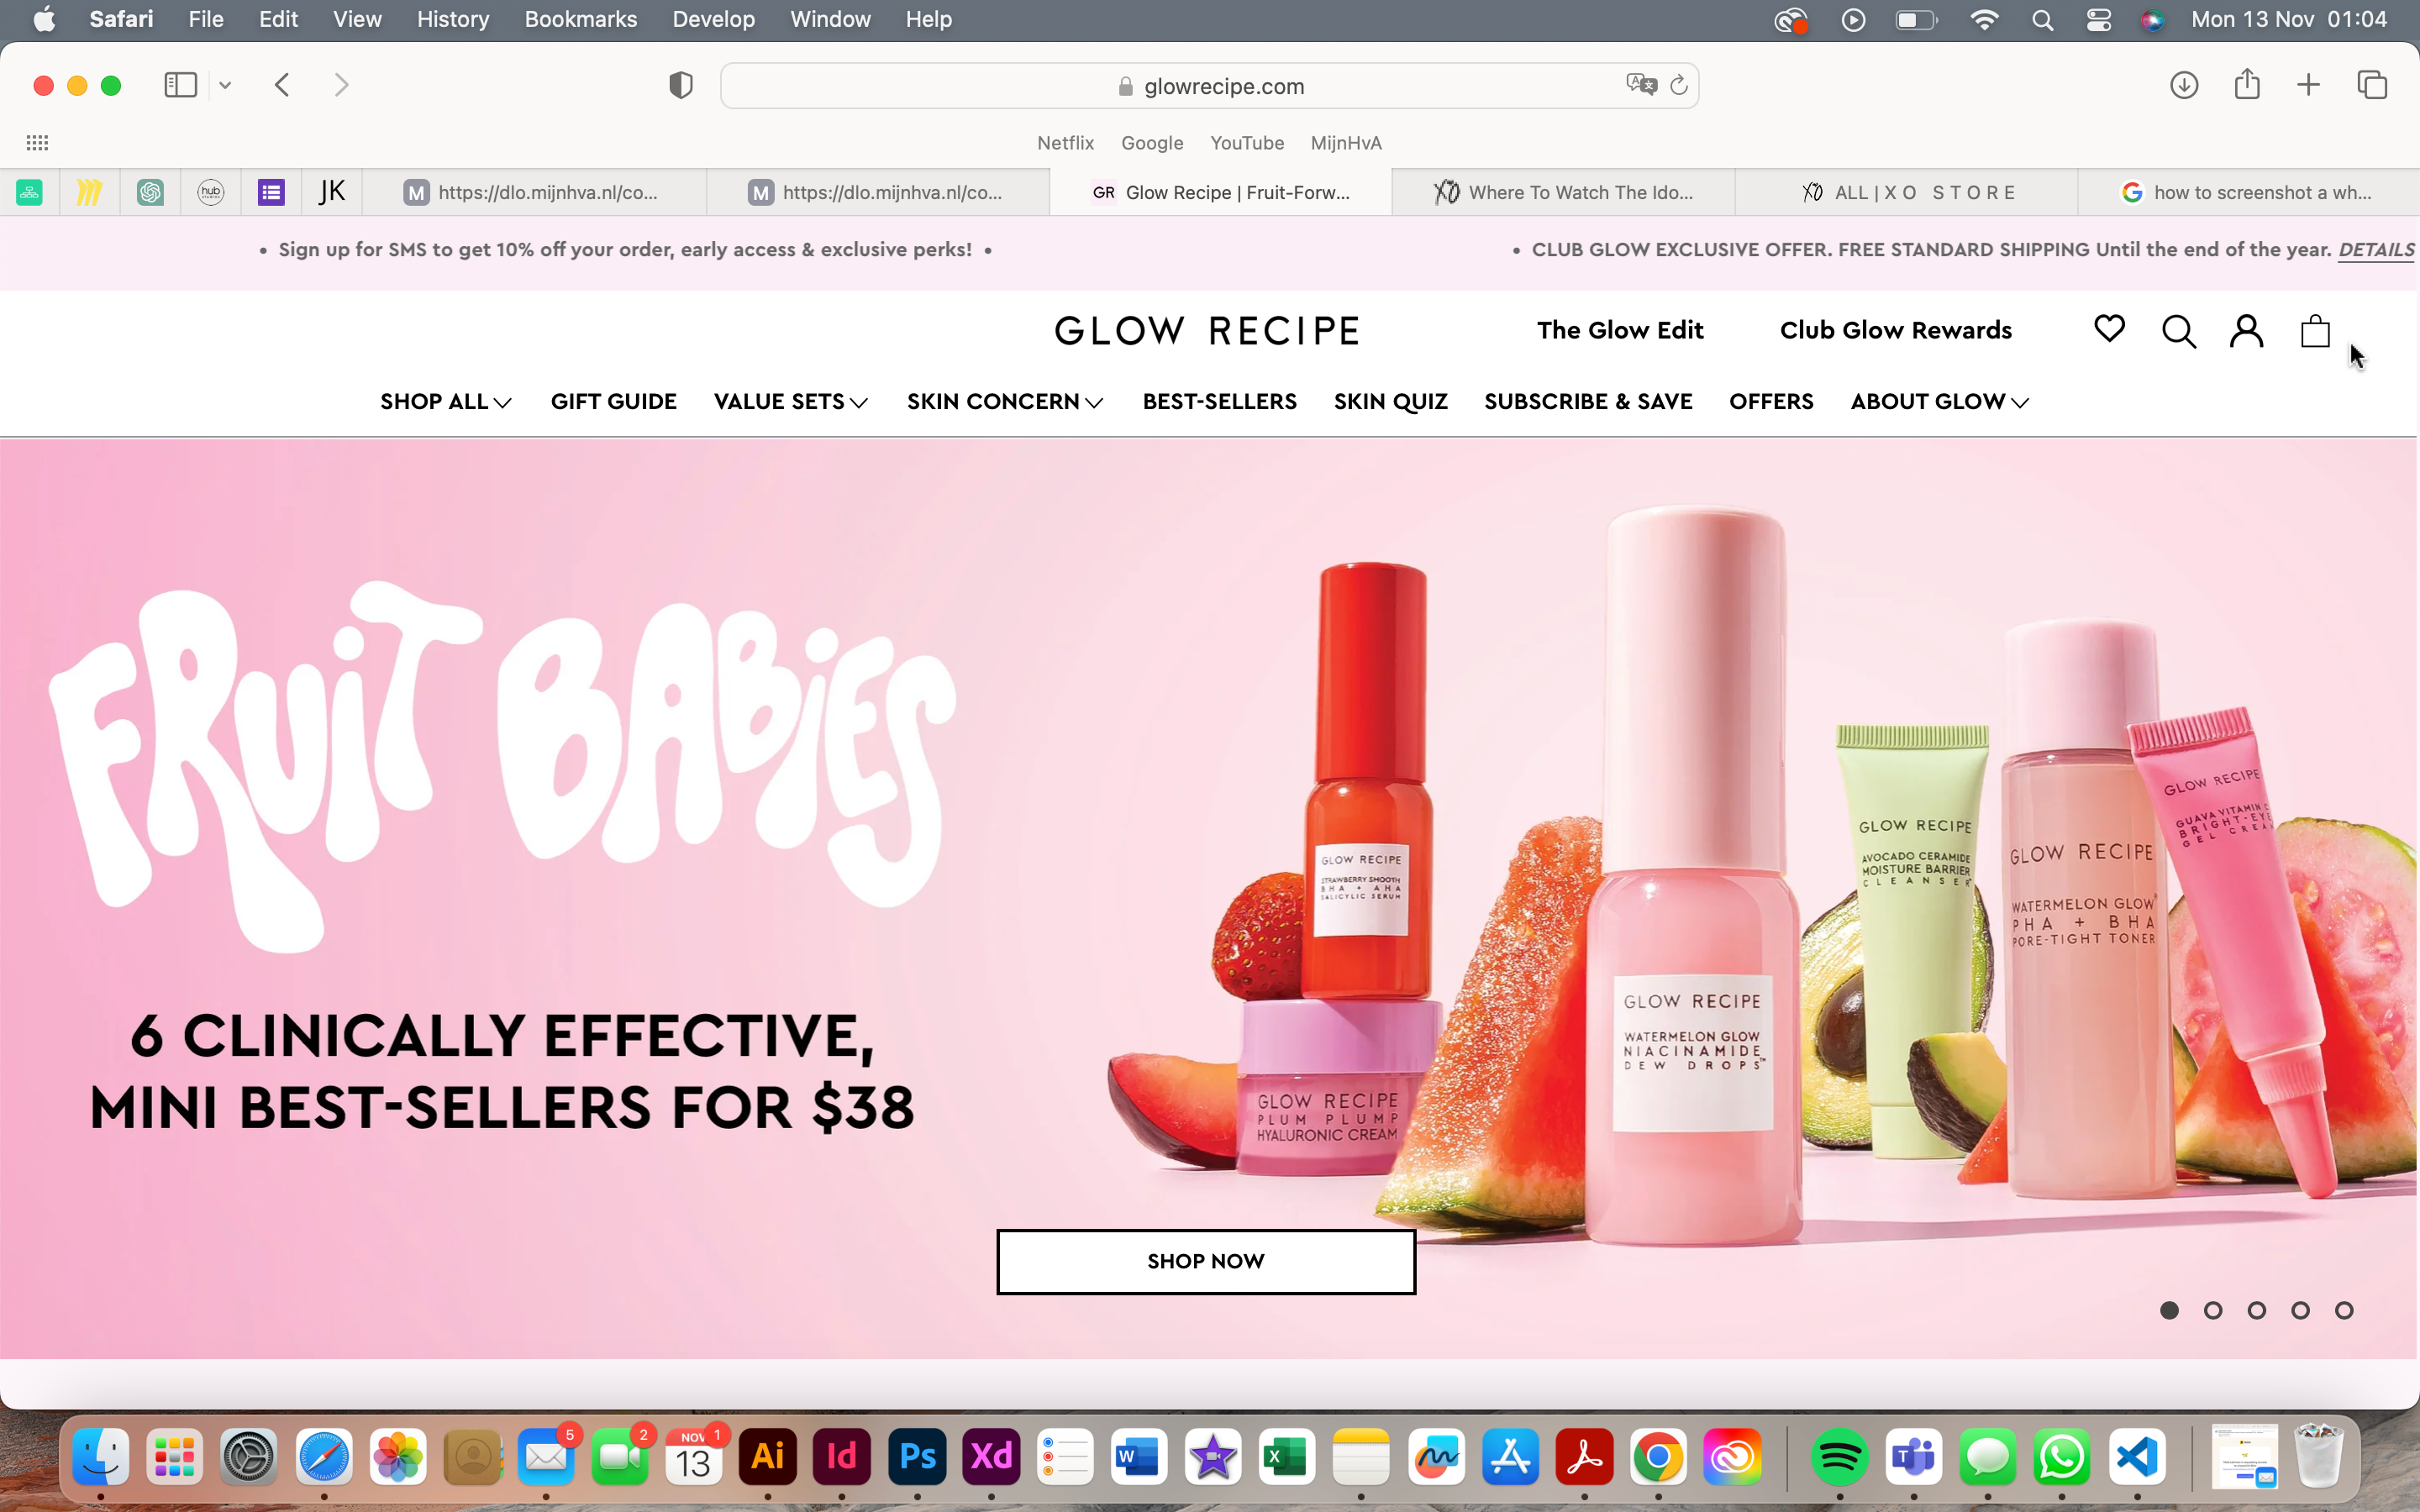 Safari File Edit View History Bookmarks Develop Window Help Mon 13 Nov 01:04
glowrecipe.com
Netflix Google YouTube MijnHvA
hub JK M https://dlo.mijnhva.nl/co... M https://dlo.mijnhva.nl/co... GR Glow Recipe | Fruit-Forw... XO Where To Watch The Ido... XO ALL | X O S T O R E G how to screenshot a wh...
• Sign up for SMS to get 10% off your order, early access & exclusive perks! • • CLUB GLOW EXCLUSIVE OFFER. FREE STANDARD SHIPPING Until the end of the year. DETAILS
GLOW RECIPE The Glow Edit Club Glow Rewards
SHOP ALL GIFT GUIDE VALUE SETS SKIN CONCERN BEST-SELLERS SKIN QUIZ SUBSCRIBE & SAVE OFFERS ABOUT GLOW
FRUiT BABiES
6 CLINICALLY EFFECTIVE,
MINI BEST-SELLERS FOR $38
GLOW RECIPE
STRAWBERRY SMOOTH
BHA + AHA
SALICYLIC SERUM
GLOW RECIPE
PLUM PLUMP
HYALURONIC CREAM
GLOW RECIPE
WATERMELON GLOW
NIACINAMIDE
DEW DROPS™
GLOW RECIPE
AVOCADO CERAMIDE
MOISTURE BARRIER
CLEANSER
GLOW RECIPE
WATERMELON GLOW
PHA + BHA
PORE-TIGHT TONER
GLOW RECIPE
GUAVA VITAMIN C
BRIGHT-EYE
GEL CREAM
SHOP NOW
5 2 NOV 1 13 Ai Id Ps Xd W X